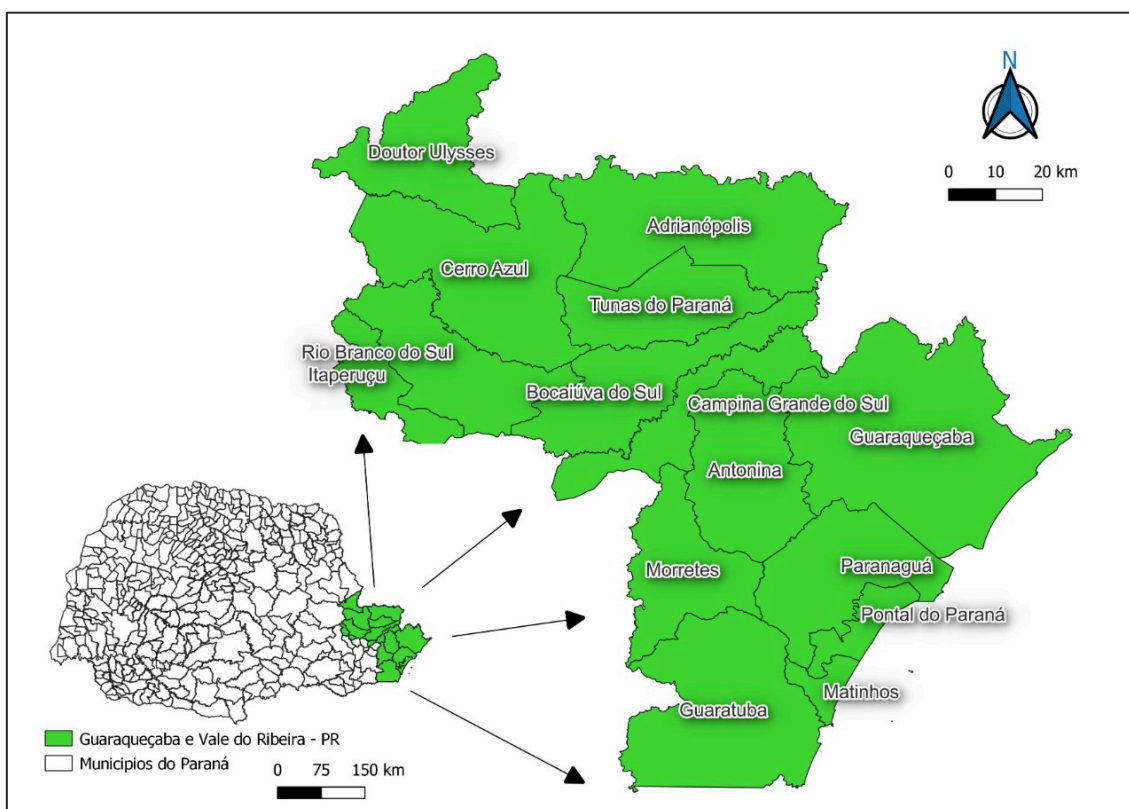 N
0 10 20 km
Doutor Ulysses
Adrianópolis
Cerro Azul
Tunas do Paraná
Rio Branco do Sul
Itaperuçu
Bocaiúva do Sul
Campina Grande do Sul
Guaraqueçaba
Antonina
Morretes
Paranaguá
Pontal do Paraná
Matinhos
Guaratuba
Guaraqueçaba e Vale do Ribeira - PR
Municipios do Paraná
0 75 150 km